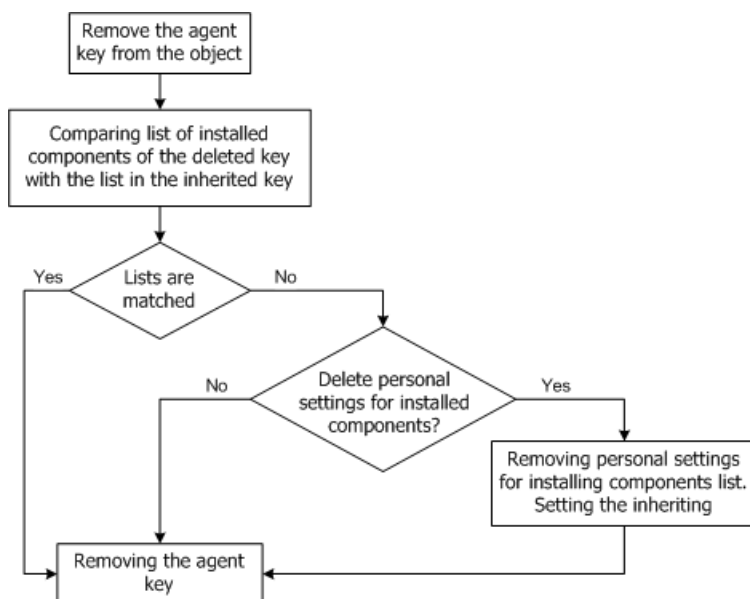 Remove the agent
key from the object
Comparing list of installed
components of the deleted key
with the list in the inherited key
Yes
Lists are
matched
No
No
Delete personal
settings for installed
components?
Yes
Removing personal settings
for installing components list.
Setting the inheriting
Removing the agent
key